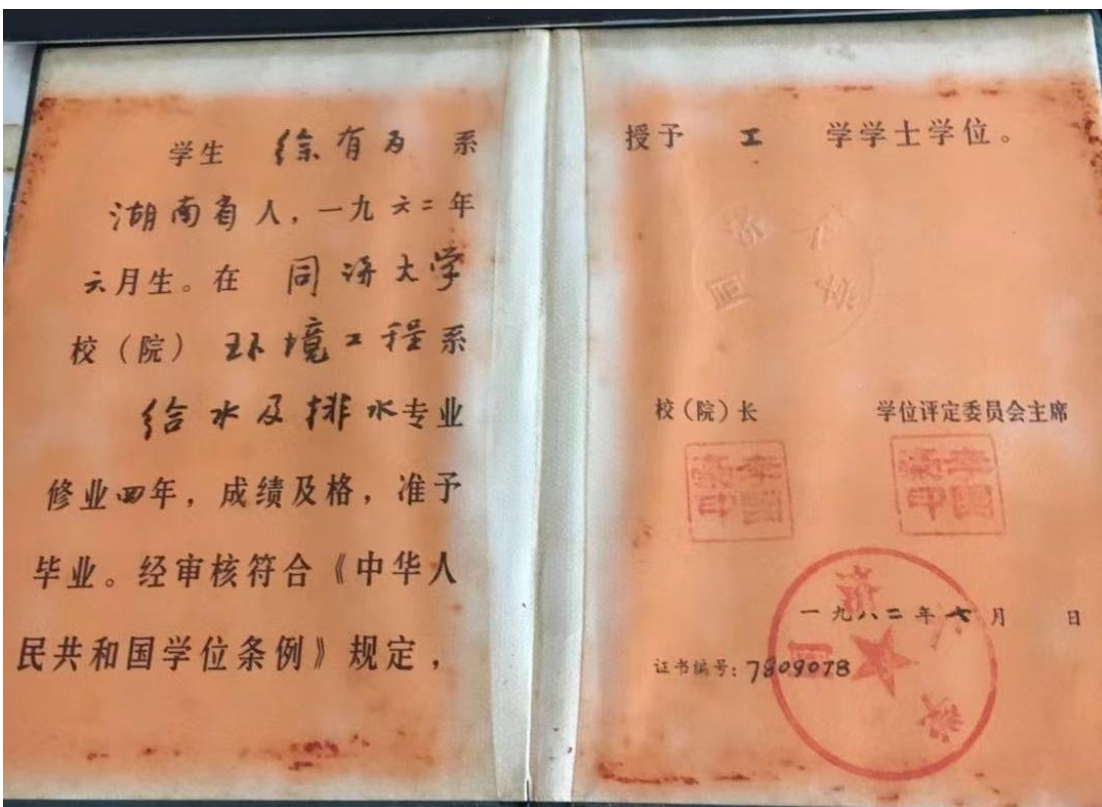 学生 徐有为 系
湖南省人，一九六二年
六月生。在 同济大学
校（院） 环境工程系
给水及排水专业
修业四年，成绩及格，准予
毕业。经审核符合《中华人
民共和国学位条例》规定，
授予 工 学学士学位。
校（院）长
学位评定委员会主席
一九八二年七月 日
证书编号：7809078